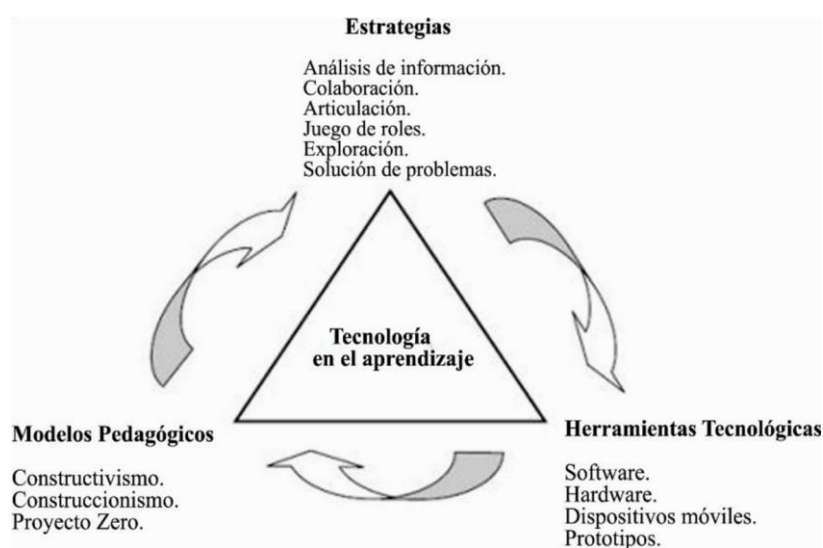 Estrategias
Análisis de información.
Colaboración.
Articulación.
Juego de roles.
Exploración.
Solución de problemas.
Tecnología
en el aprendizaje
Modelos Pedagógicos
Constructivismo.
Construccionismo.
Proyecto Zero.
Herramientas Tecnológicas
Software.
Hardware.
Dispositivos móviles.
Prototipos.